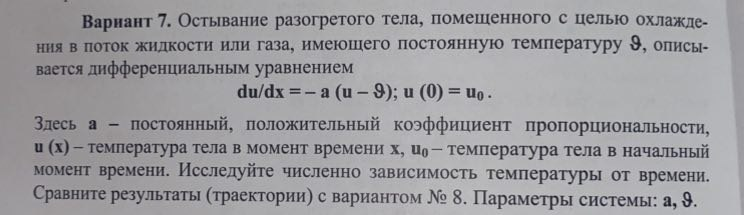 Вариант 7. Остывание разогретого тела, помещенного с целью охлажде-
ния в поток жидкости или газа, имеющего постоянную температуру ϑ, описы-
вается дифференциальным уравнением
du/dx = – a (u – ϑ); u (0) = u₀ .
Здесь a – постоянный, положительный коэффициент пропорциональности,
u (x) – температура тела в момент времени x, u₀ – температура тела в начальный
момент времени. Исследуйте численно зависимость температуры от времени.
Сравните результаты (траектории) с вариантом № 8. Параметры системы: a, ϑ.